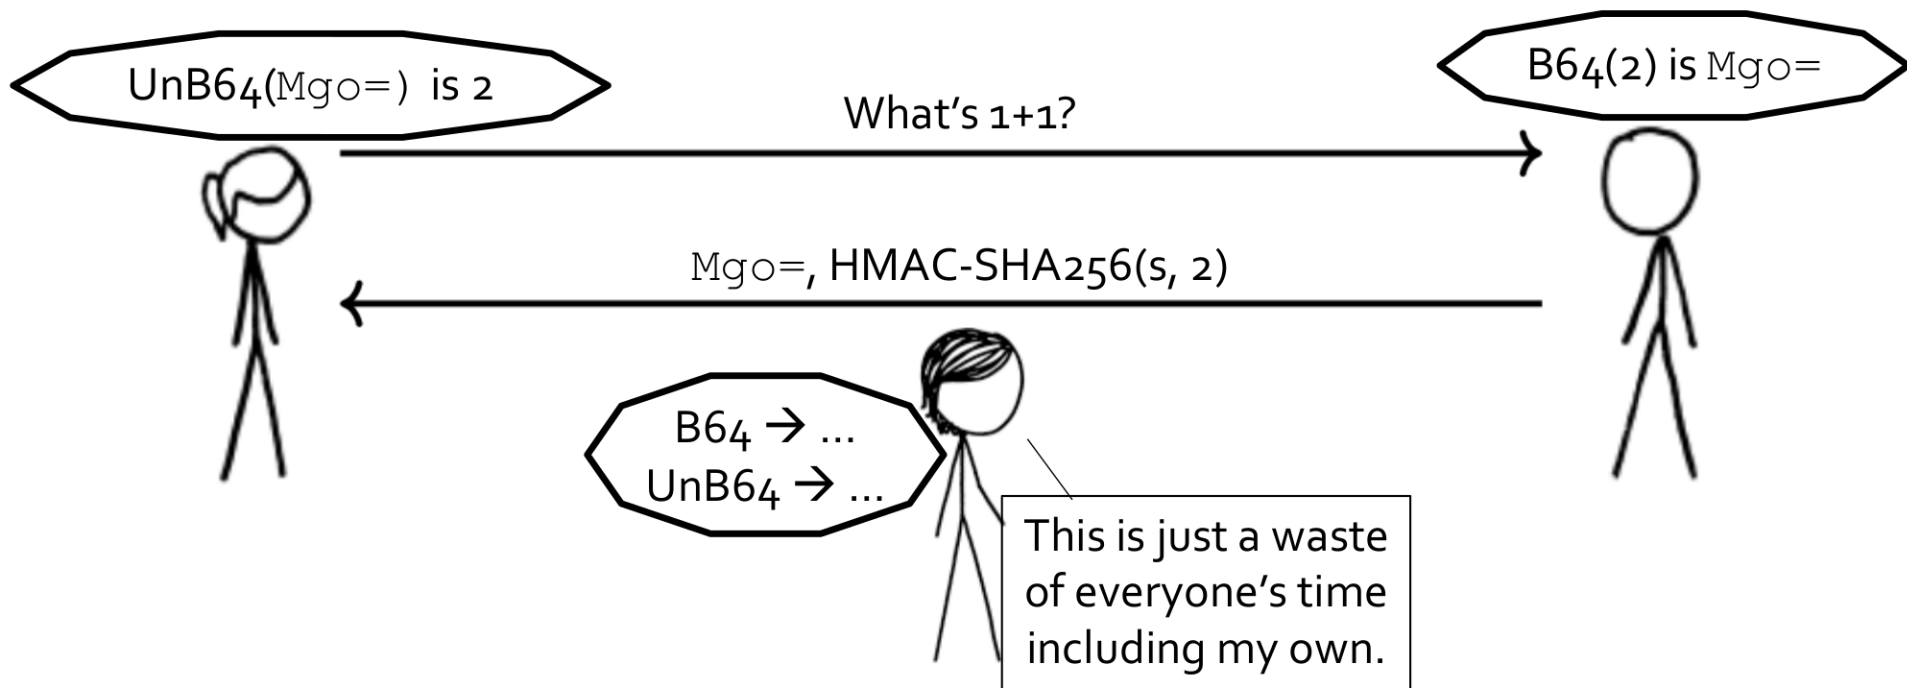 UnB64(Mgo=) is 2
B64(2) is Mgo=
What's 1+1?
Mgo=, HMAC-SHA256(s, 2)
B64 → ...
UnB64 → ...
This is just a waste
of everyone's time
including my own.